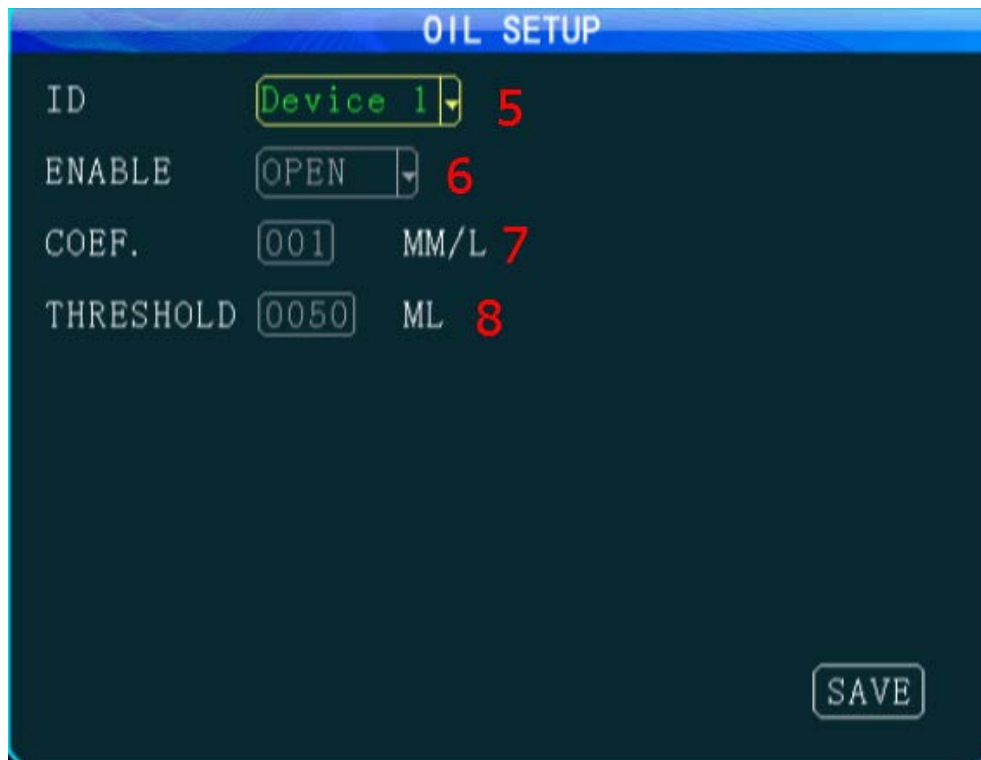 OIL SETUP
ID Device 1 5
ENABLE OPEN 6
COEF. 001 MM/L 7
THRESHOLD 0050 ML 8
SAVE